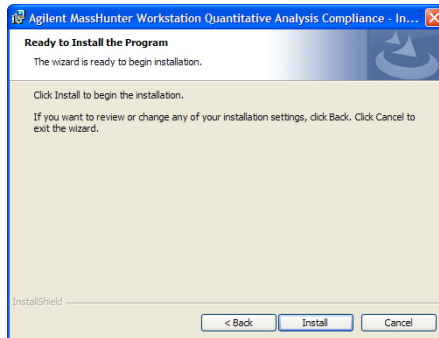 Agilent MassHunter Workstation Quantitative Analysis Compliance - In...
Ready to Install the Program
The wizard is ready to begin installation.
Click Install to begin the installation.
If you want to review or change any of your installation settings, click Back. Click Cancel to
exit the wizard.
InstallShield
< Back Install Cancel